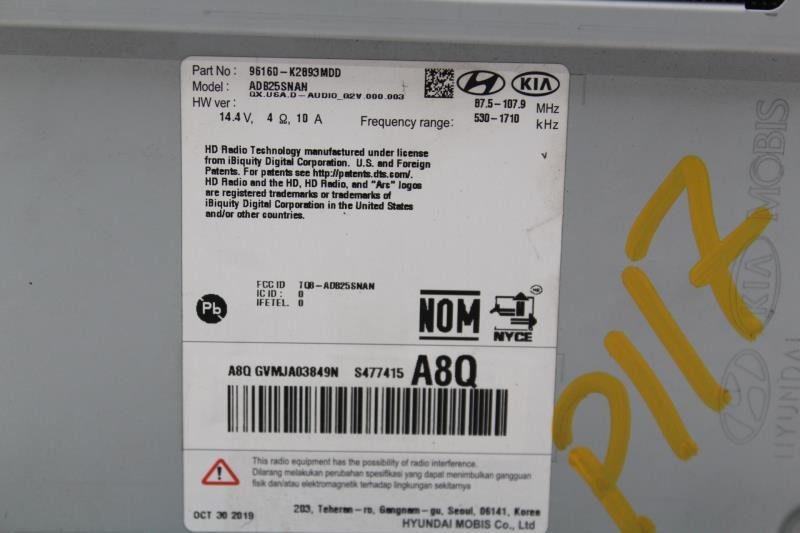 Part No : 96160-K2893MDD
Model : ADB25SNAN
HW ver : QX.USA.D-AUDIO_02V.000.003
14.4 V, 4 Ω, 10 A
HYUNDAI KIA
Frequency range: 87.5-107.9 MHz
530-1710 kHz
HD Radio Technology manufactured under license
from iBiquity Digital Corporation. U.S. and Foreign
Patents. For patents see http://patents.dts.com/.
HD Radio and the HD, HD Radio, and "Arc" logos
are registered trademarks or trademarks of
iBiquity Digital Corporation in the United States
and/or other countries.
FCC ID TQ8-ADB25SNAN
IC ID : 0
IFETEL. 0
Pb
NOM
NYCE
A8Q GVMJA03849N S477415 A8Q
This radio equipment has the possibility of radio interference.
Dilarang melakukan perubahan spesifikasi yang dapat menimbulkan gangguan
fisik dan/atau elektromagnetik terhadap lingkungan sekitarnya
OCT 30 2019
203, Teheran-ro, Gangnam-gu, Seoul, 06141, Korea
HYUNDAI MOBIS Co., Ltd
P117
HYUNDAI KIA MOBIS